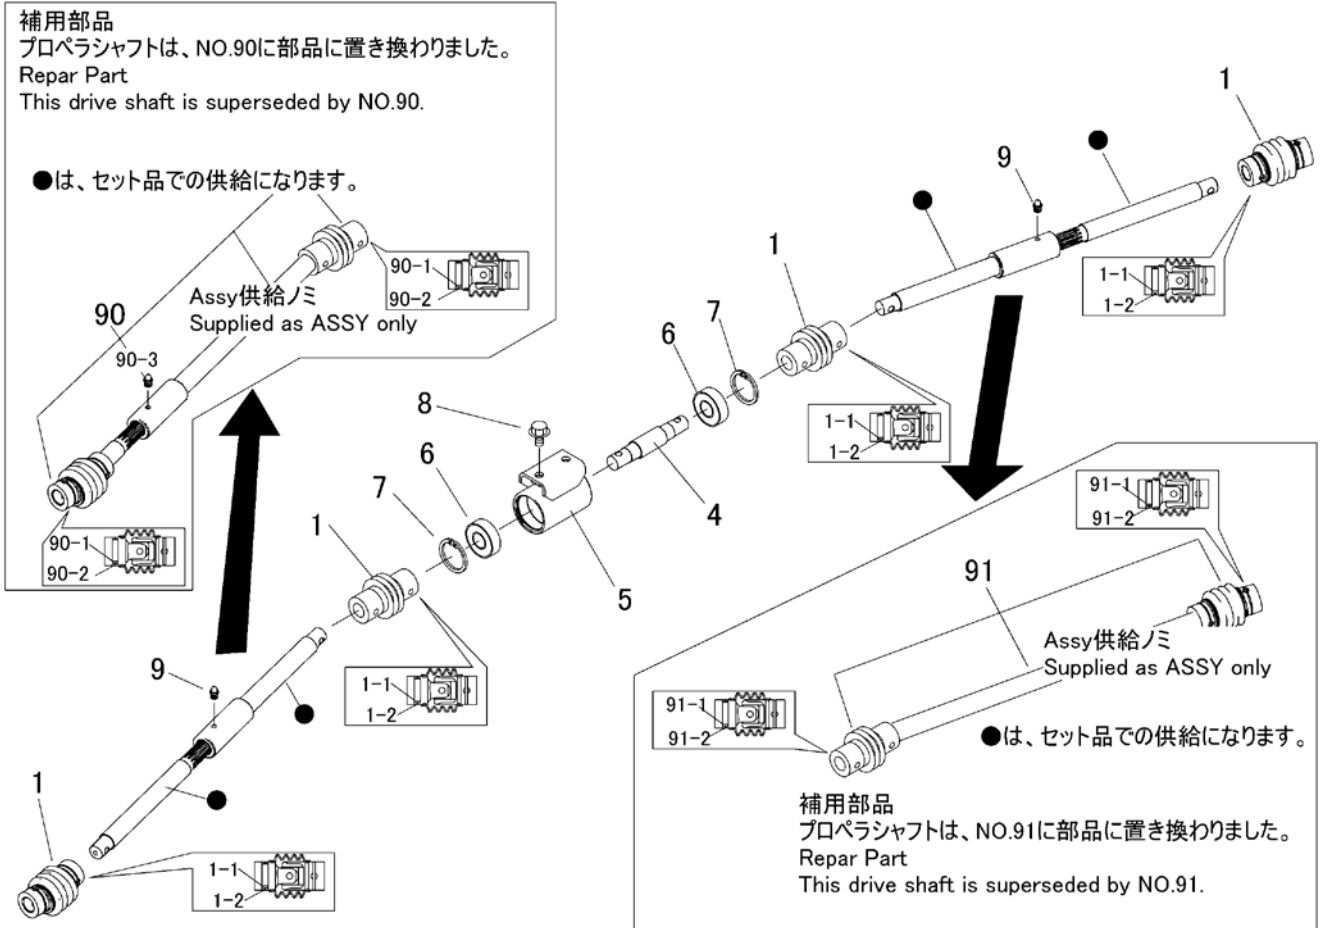 補用部品
プロペラシャフトは、NO.90に部品に置き換わりました。
Repar Part
This drive shaft is superseded by NO.90.
●は、セット品での供給になります。
90-1
90-2
Assy供給ノミ
Supplied as ASSY only
90
90-3
90-1
90-2
1
9
●
●
1
1-1
1-2
7
6
1-1
1-2
8
4
6
7
5
1
1-1
1-2
9
●
●
1
1-1
1-2
91-1
91-2
91
Assy供給ノミ
Supplied as ASSY only
91-1
91-2
●は、セット品での供給になります。
補用部品
プロペラシャフトは、NO.91に部品に置き換わりました。
Repar Part
This drive shaft is superseded by NO.91.